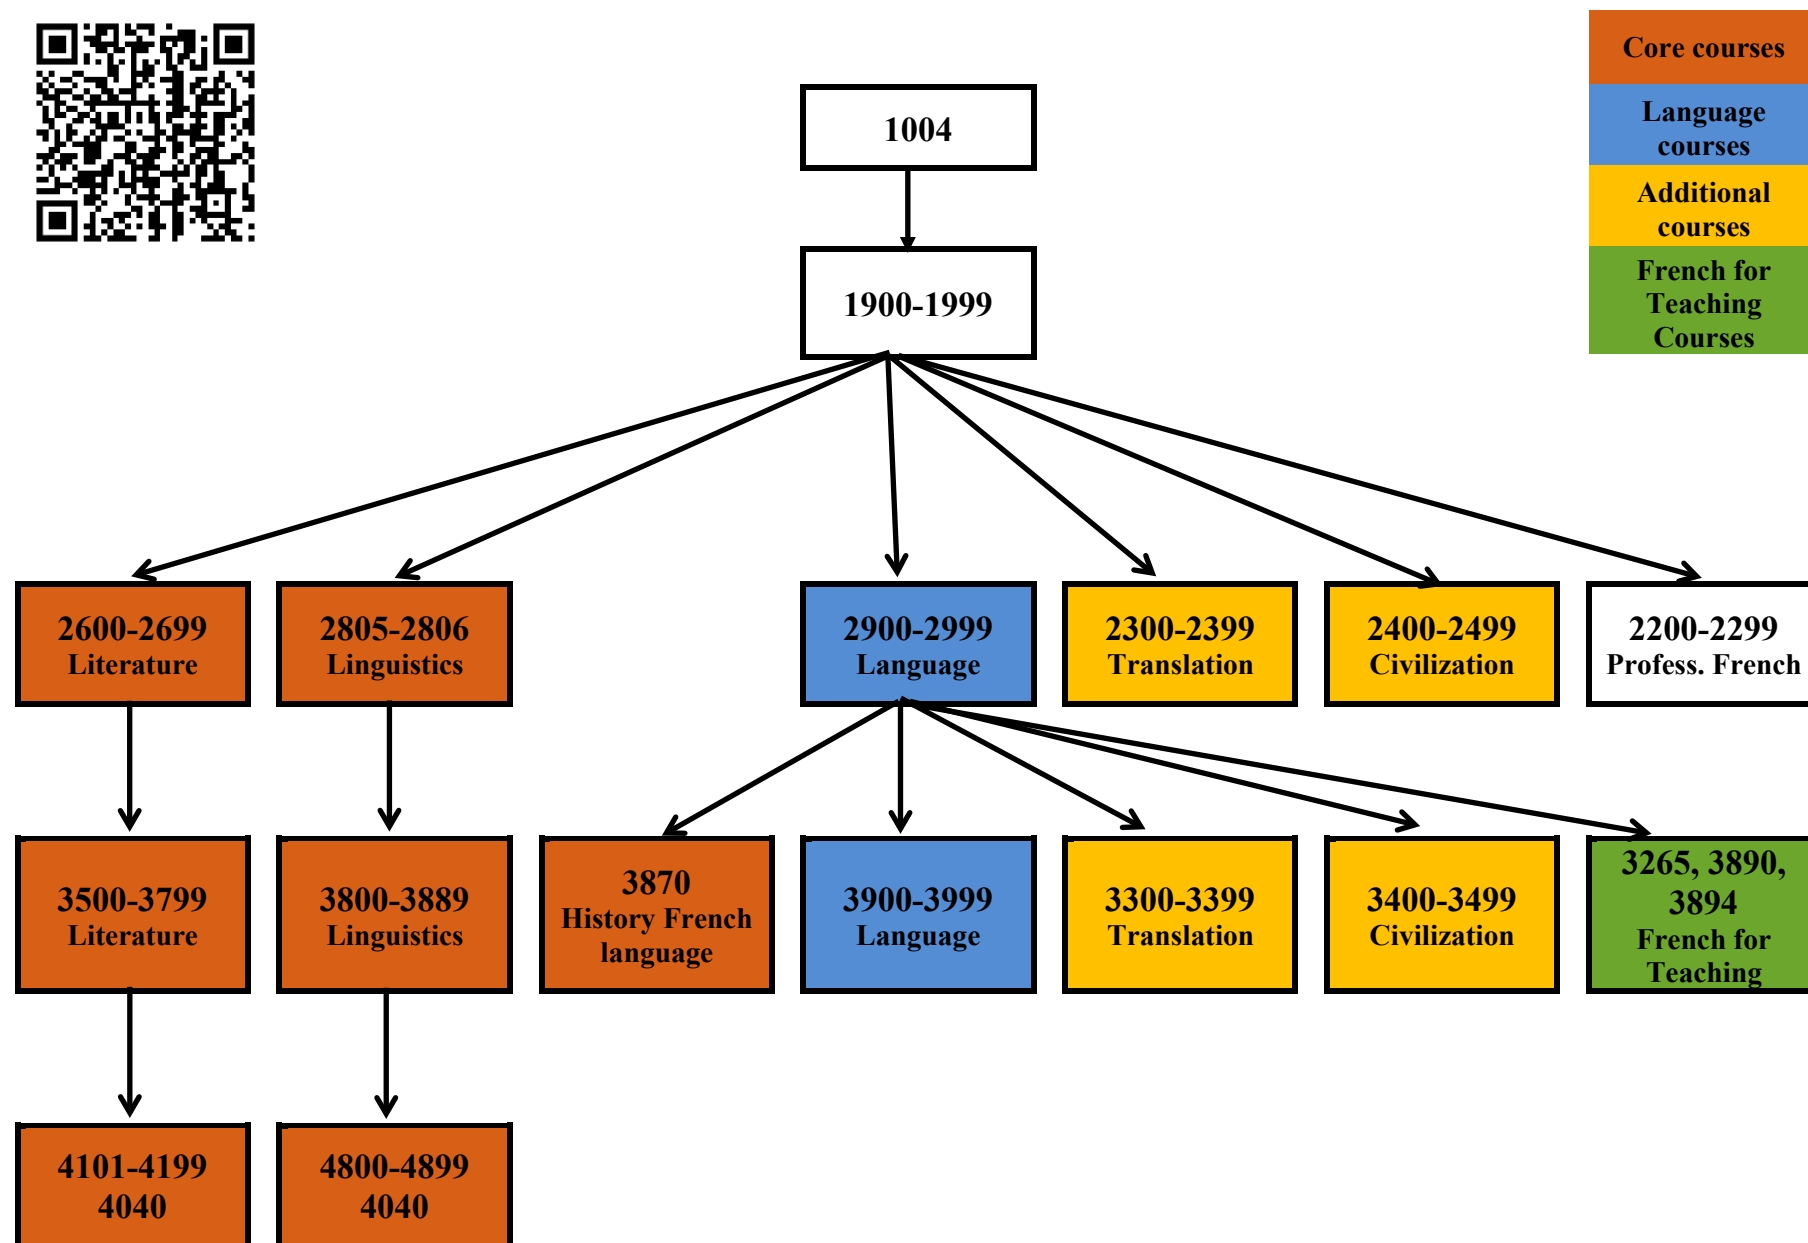 Core courses
Language
courses
Additional
courses
French for
Teaching
Courses
1004
1900-1999
2600-2699
Literature
2805-2806
Linguistics
2900-2999
Language
2300-2399
Translation
2400-2499
Civilization
2200-2299
Profess. French
3500-3799
Literature
3800-3889
Linguistics
3870
History French
language
3900-3999
Language
3300-3399
Translation
3400-3499
Civilization
3265, 3890,
3894
French for
Teaching
4101-4199
4040
4800-4899
4040